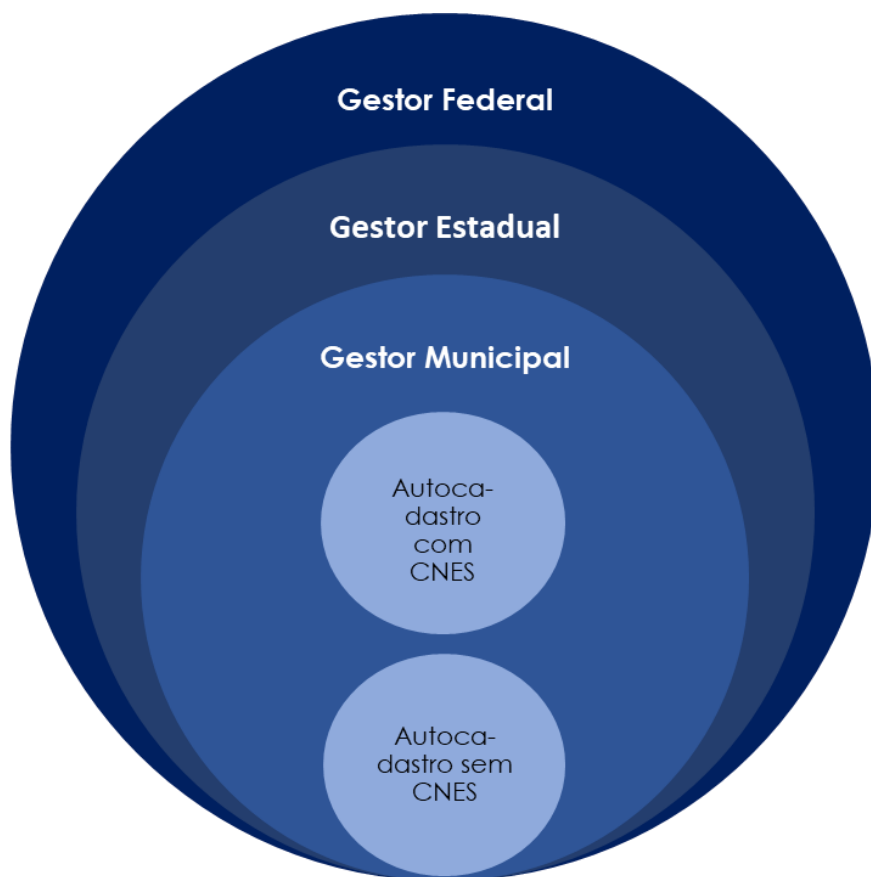 Gestor Federal
Gestor Estadual
Gestor Municipal
Autoca-
dastro
com
CNES
Autoca-
dastro sem
CNES